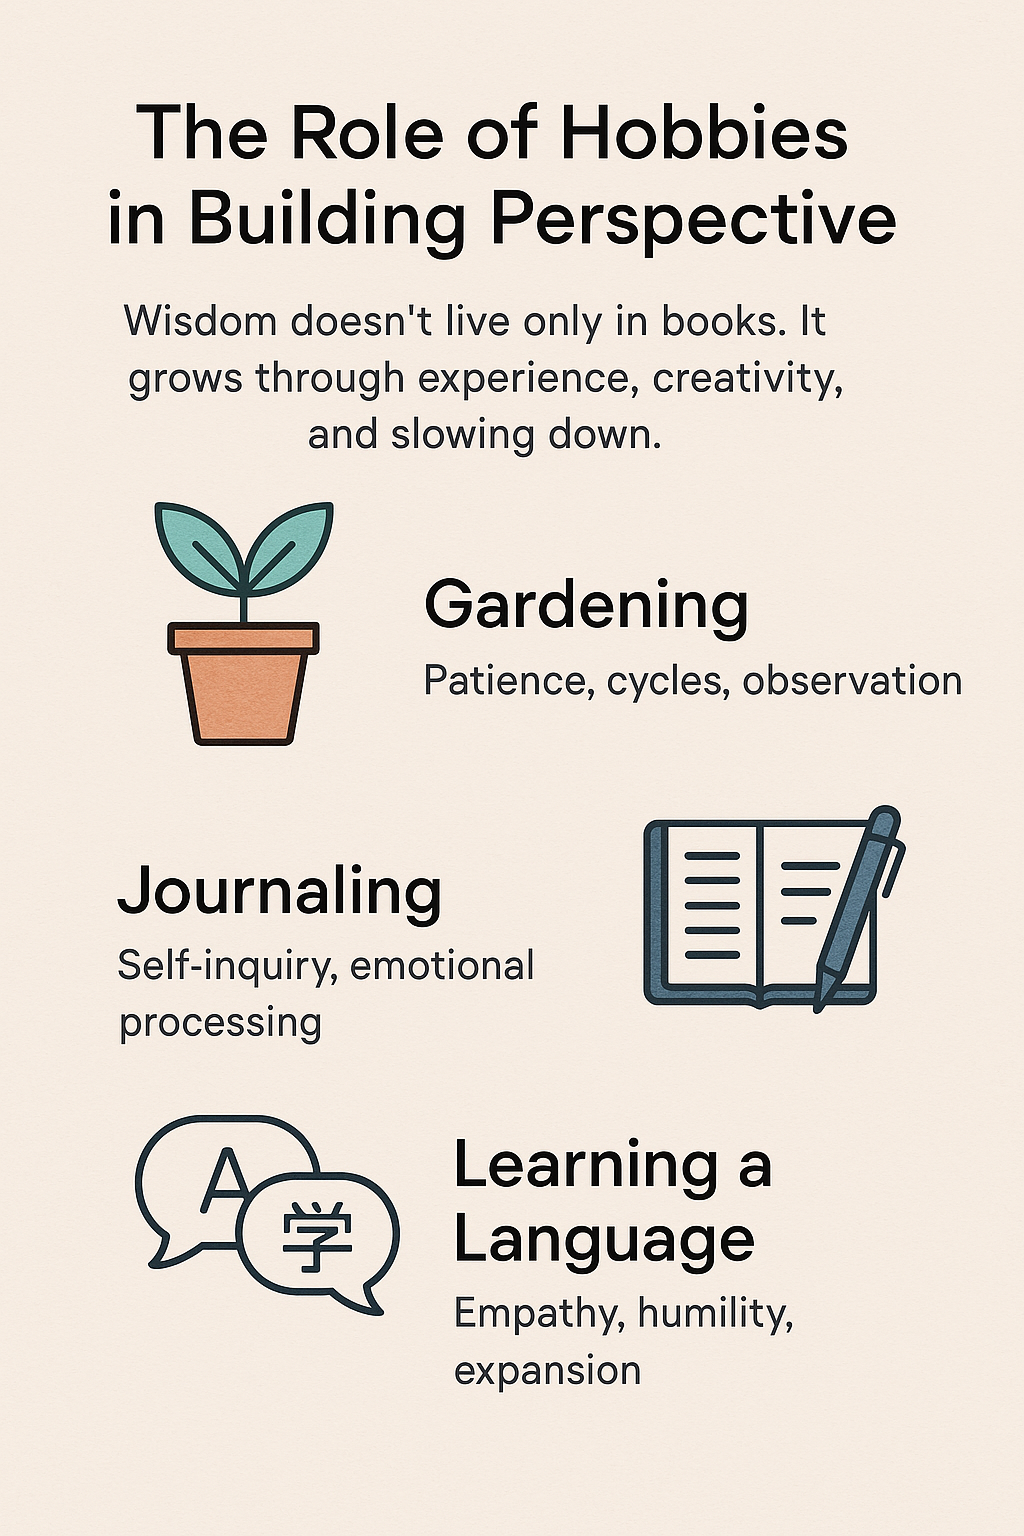 The Role of Hobbies
in Building Perspective
Wisdom doesn't live only in books. It
grows through experience, creativity,
and slowing down.
Gardening
Patience, cycles, observation
Journaling
Self-inquiry, emotional
processing
A
学
Learning a
Language
Empathy, humility,
expansion